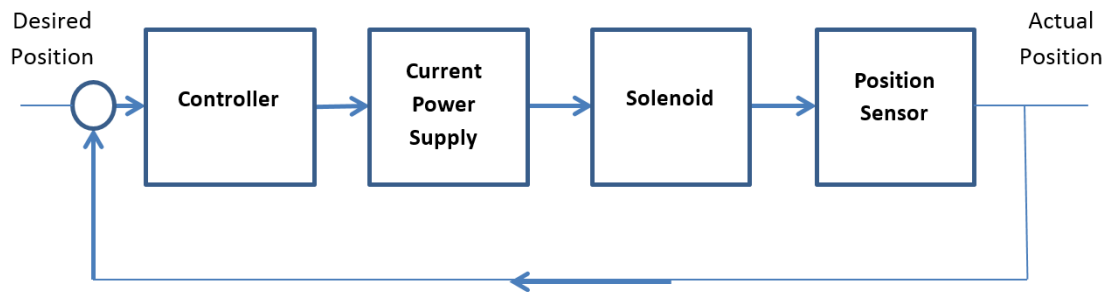 Desired
Position
Controller
Current
Power
Supply
Solenoid
Position
Sensor
Actual
Position